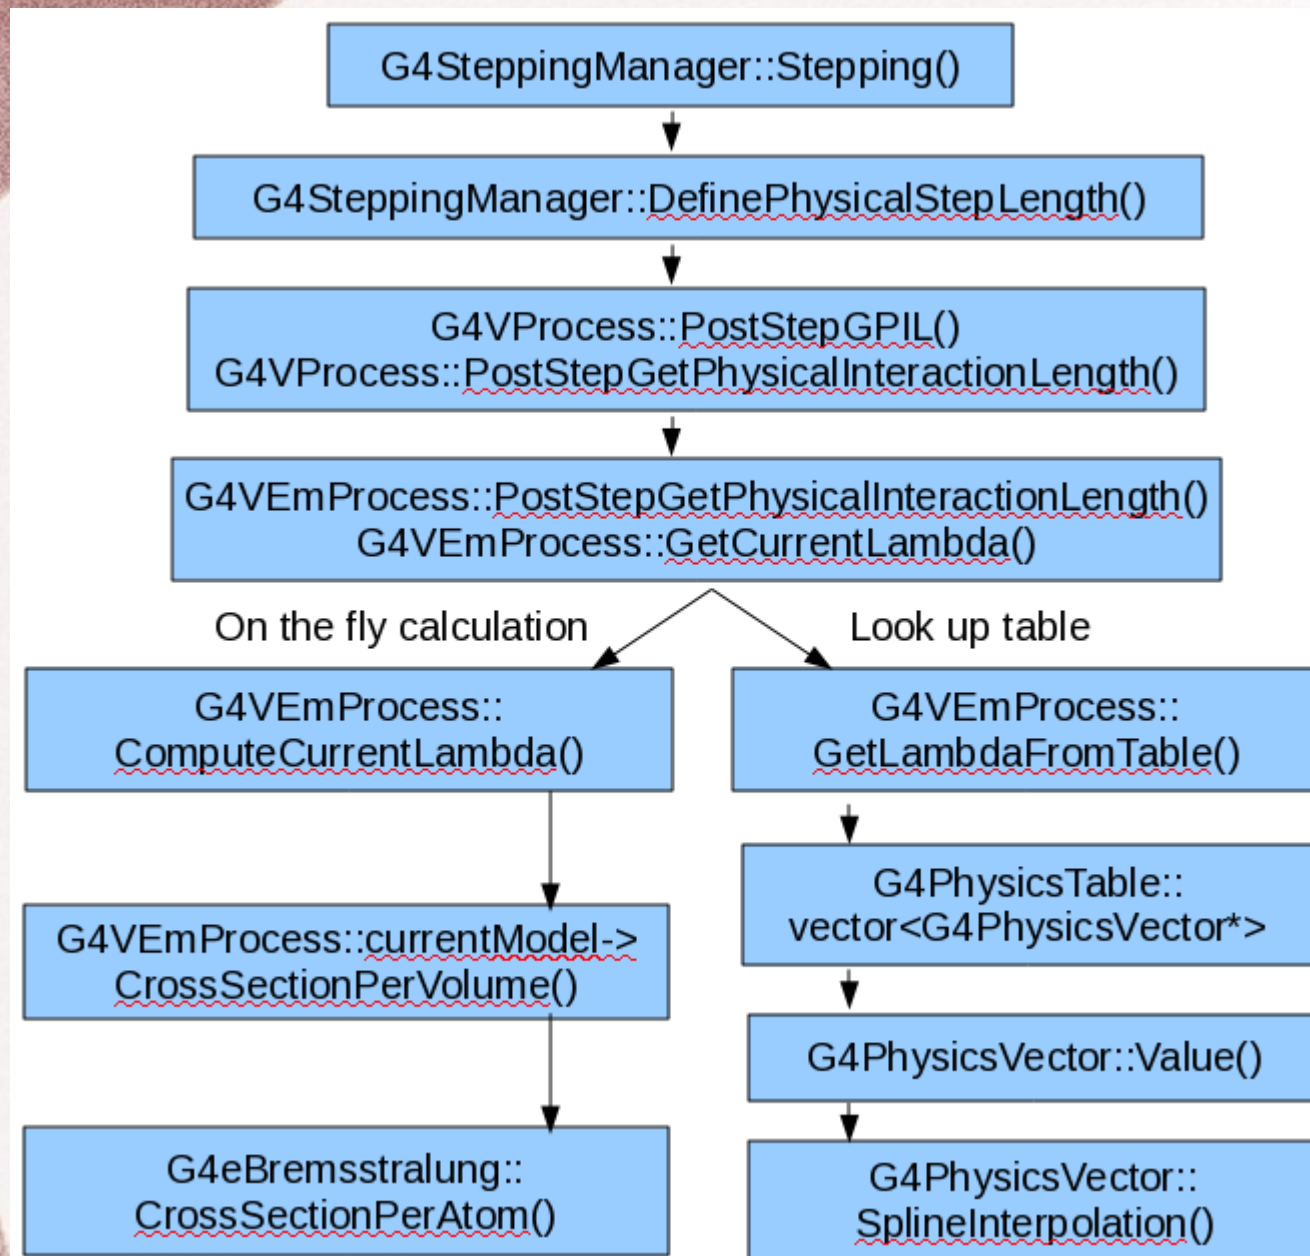 G4SteppingManager::Stepping()
G4SteppingManager::DefinePhysicalStepLength()
G4VProcess::PostStepGPIL()
G4VProcess::PostStepGetPhysicalInteractionLength()
G4VEmProcess::PostStepGetPhysicalInteractionLength()
G4VEmProcess::GetCurrentLambda()
On the fly calculation
Look up table
G4VEmProcess::
ComputeCurrentLambda()
G4VEmProcess::
GetLambdaFromTable()
G4VEmProcess::currentModel->
CrossSectionPerVolume()
G4PhysicsTable::
vector<G4PhysicsVector*>
G4PhysicsVector::Value()
G4eBremsstralung::
CrossSectionPerAtom()
G4PhysicsVector::
SplineInterpolation()